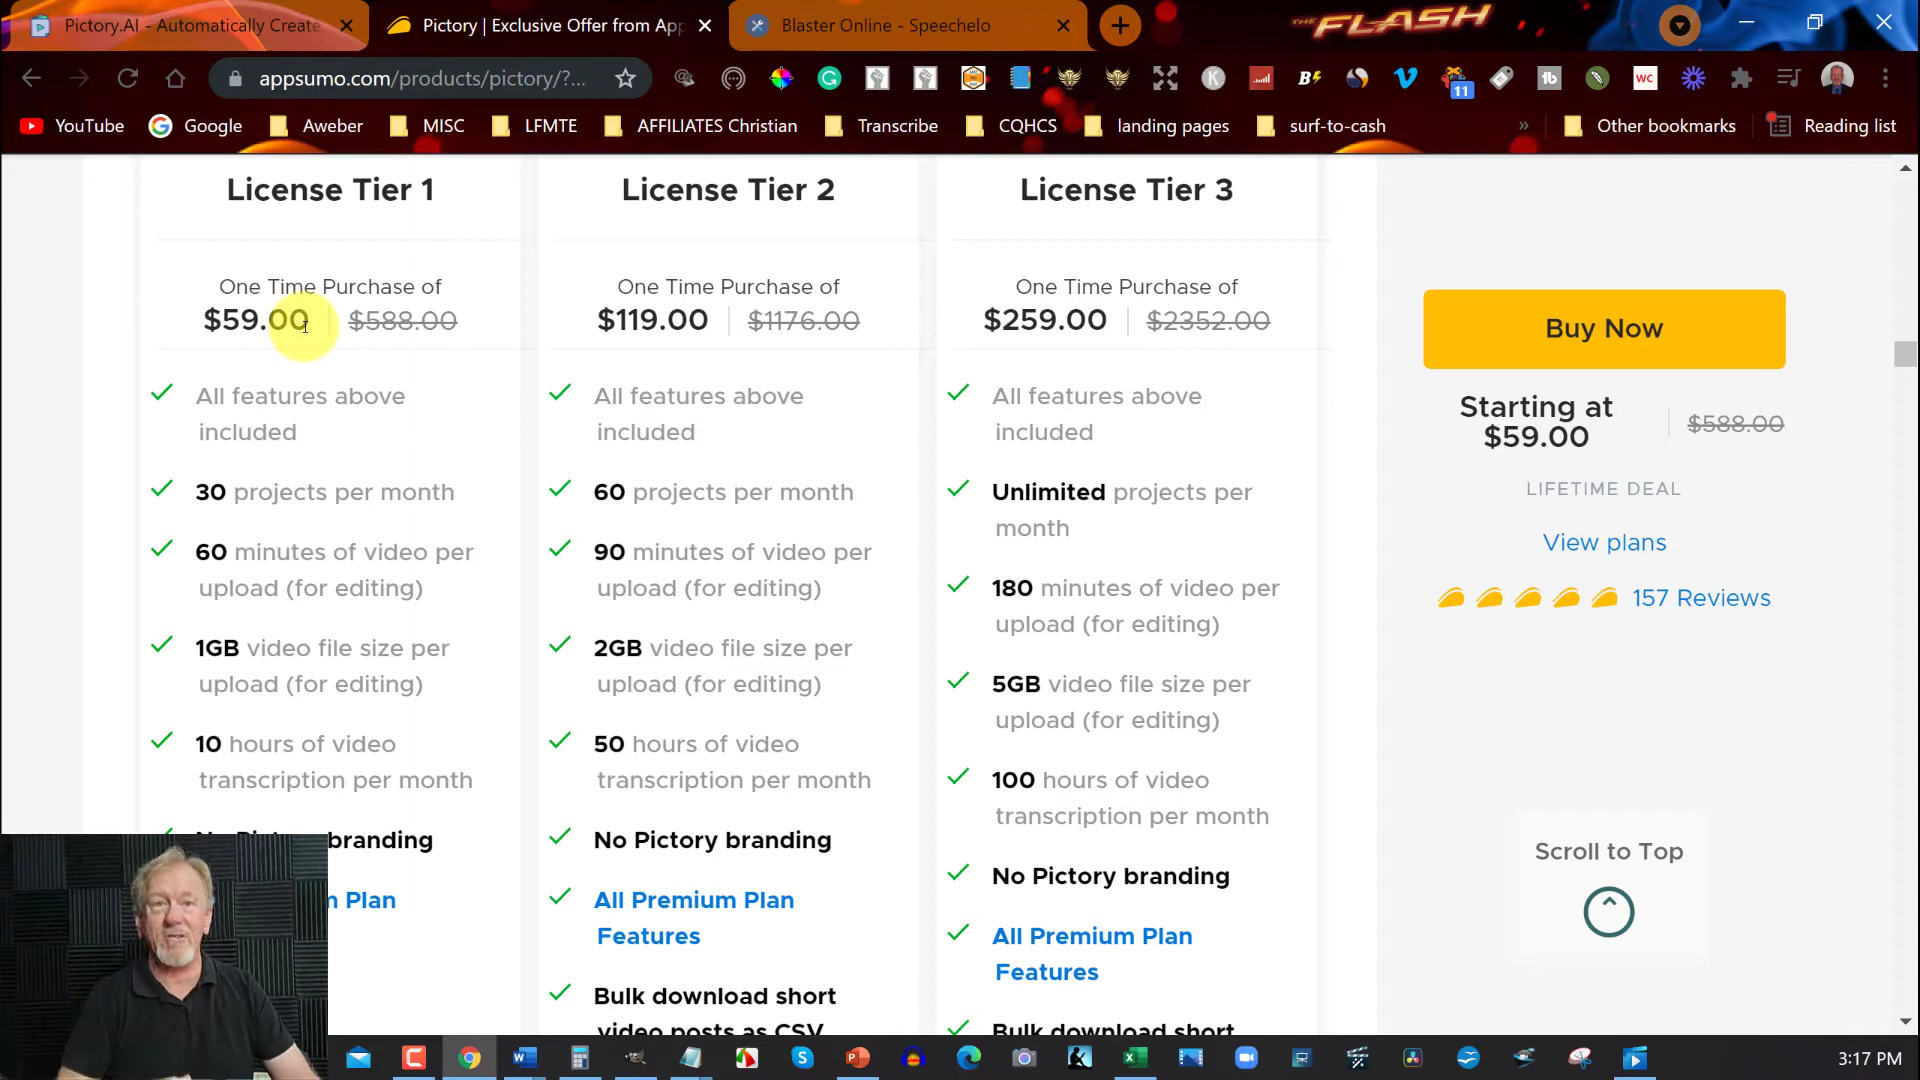 Pictory.AI - Automatically Create
Pictory | Exclusive Offer from App
Blaster Online - Speechelo
THE FLASH
appsumo.com/products/pictory/?...
11
YouTube
Google
Aweber
MISC
LFMTE
AFFILIATES Christian
Transcribe
CQHCS
landing pages
surf-to-cash
»
Other bookmarks
Reading list
License Tier 1
One Time Purchase of
$59.00 $588.00
All features above
included
30 projects per month
60 minutes of video per
upload (for editing)
1GB video file size per
upload (for editing)
10 hours of video
transcription per month
branding
Plan
License Tier 2
One Time Purchase of
$119.00 $1176.00
All features above
included
60 projects per month
90 minutes of video per
upload (for editing)
2GB video file size per
upload (for editing)
50 hours of video
transcription per month
No Pictory branding
All Premium Plan
Features
Bulk download short
video posts as CSV
License Tier 3
One Time Purchase of
$259.00 $2352.00
All features above
included
Unlimited projects per
month
180 minutes of video per
upload (for editing)
5GB video file size per
upload (for editing)
100 hours of video
transcription per month
No Pictory branding
All Premium Plan
Features
Bulk download short
Buy Now
Starting at
$59.00
$588.00
LIFETIME DEAL
View plans
157 Reviews
Scroll to Top
3:17 PM